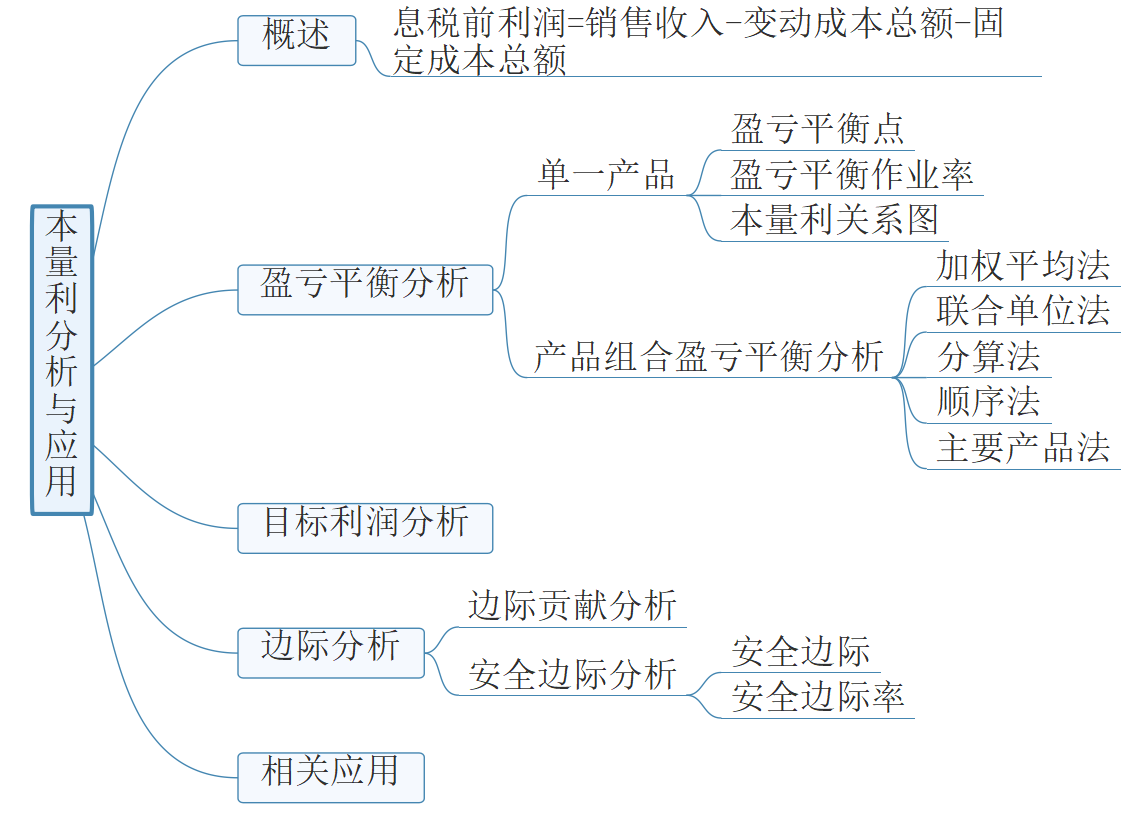 本量利分析与应用
概述
息税前利润=销售收入-变动成本总额-固
定成本总额
盈亏平衡分析
单一产品
盈亏平衡点
盈亏平衡作业率
本量利关系图
产品组合盈亏平衡分析
加权平均法
联合单位法
分算法
顺序法
主要产品法
目标利润分析
边际分析
边际贡献分析
安全边际分析
安全边际
安全边际率
相关应用